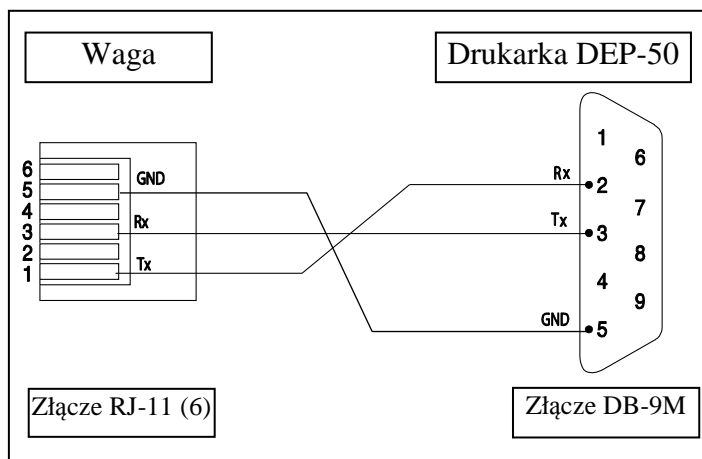 Waga
Drukarka DEP-50
6
5
4
3
2
1
GND
Rx
Tx
Rx
Tx
GND
1
2
3
4
5
6
7
8
9
Złącze RJ-11 (6)
Złącze DB-9M